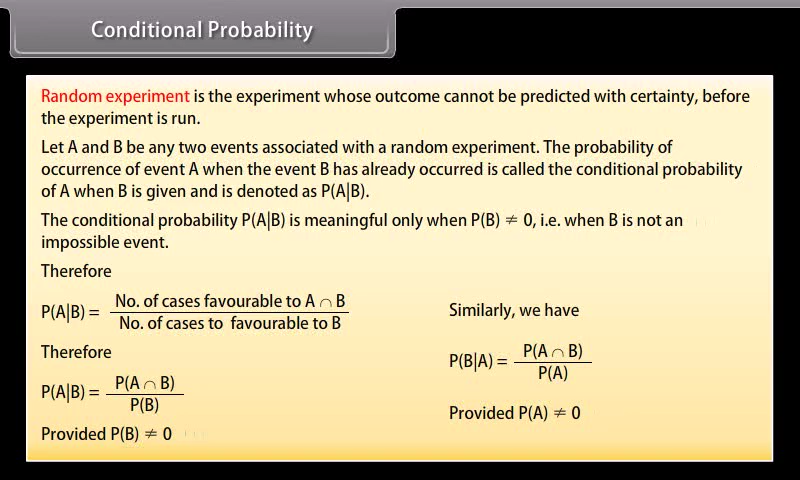 Conditional Probability
Random experiment is the experiment whose outcome cannot be predicted with certainty, before
the experiment is run.
Let A and B be any two events associated with a random experiment. The probability of
occurrence of event A when the event B has already occurred is called the conditional probability
of A when B is given and is denoted as P(A|B).
The conditional probability P(A|B) is meaningful only when P(B) ≠ 0, i.e. when B is not an
impossible event.
Therefore
P(A|B) = No. of cases favourable to A ∩ B
No. of cases to favourable to B
Therefore
P(A|B) = P(A ∩ B)
P(B)
Provided P(B) ≠ 0
Similarly, we have
P(B|A) = P(A ∩ B)
P(A)
Provided P(A) ≠ 0